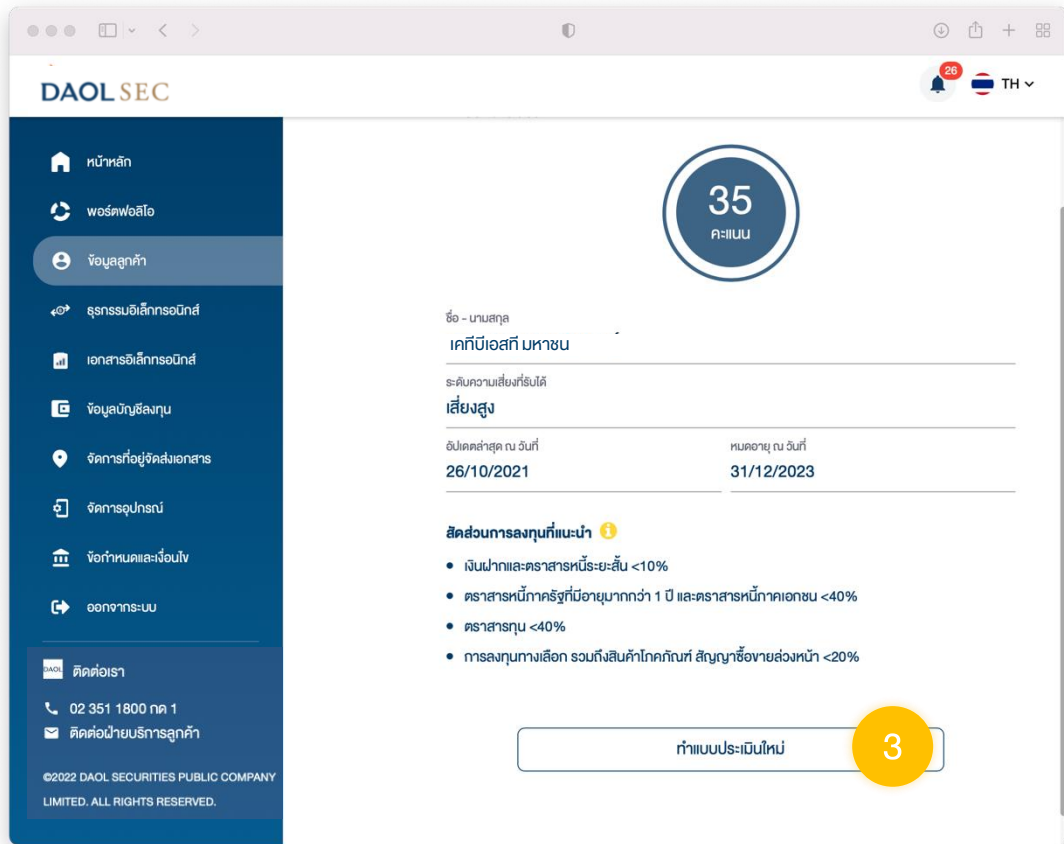 DAOL SEC
26
TH
หน้าหลัก
พอร์ตฟอลิโอ
ข้อมูลลูกค้า
ธุรกรรมอิเล็กทรอนิกส์
เอกสารอิเล็กทรอนิกส์
ข้อมูลบัญชีลงทุน
จัดการที่อยู่จัดส่งเอกสาร
จัดการอุปกรณ์
ข้อกำหนดและเงื่อนไข
ออกจากระบบ
DAOL ติดต่อเรา
02 351 1800 กด 1
ติดต่อฝ่ายบริการลูกค้า
©2022 DAOL SECURITIES PUBLIC COMPANY
LIMITED. ALL RIGHTS RESERVED.
35
คะแนน
ชื่อ - นามสกุล
เคทีบีเอสที มหาชน
ระดับความเสี่ยงที่รับได้
เสี่ยงสูง
อัปเดตล่าสุด ณ วันที่ หมดอายุ ณ วันที่
26/10/2021 31/12/2023
สัดส่วนการลงทุนที่แนะนำ
• เงินฝากและตราสารหนี้ระยะสั้น <10%
• ตราสารหนี้ภาครัฐที่มีอายุมากกว่า 1 ปี และตราสารหนี้ภาคเอกชน <40%
• ตราสารทุน <40%
• การลงทุนทางเลือก รวมถึงสินค้าโภคภัณฑ์ สัญญาซื้อขายล่วงหน้า <20%
ทำแบบประเมินใหม่ 3